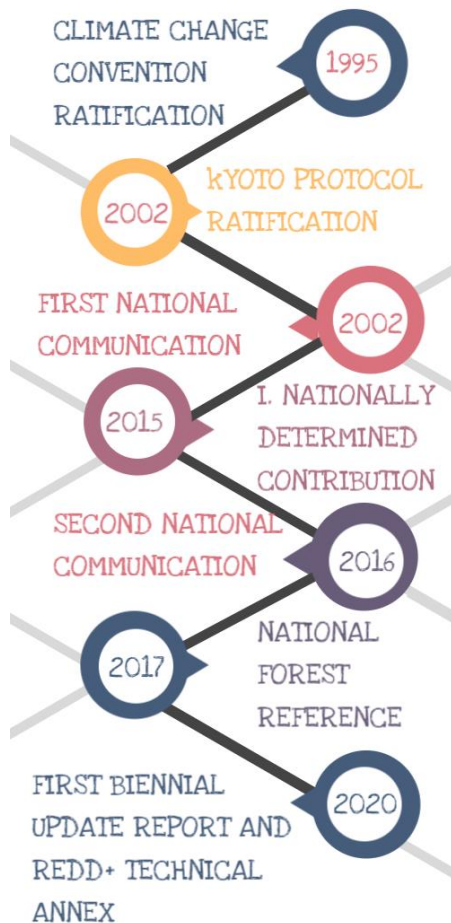 CLIMATE CHANGE
CONVENTION
RATIFICATION
1995
2002
KYOTO PROTOCOL
RATIFICATION
FIRST NATIONAL
COMMUNICATION
2002
2015
I. NATIONALLY
DETERMINED
CONTRIBUTION
SECOND NATIONAL
COMMUNICATION
2016
2017
NATIONAL
FOREST
REFERENCE
FIRST BIENNIAL
UPDATE REPORT AND
REDD+ TECHNICAL
ANNEX
2020